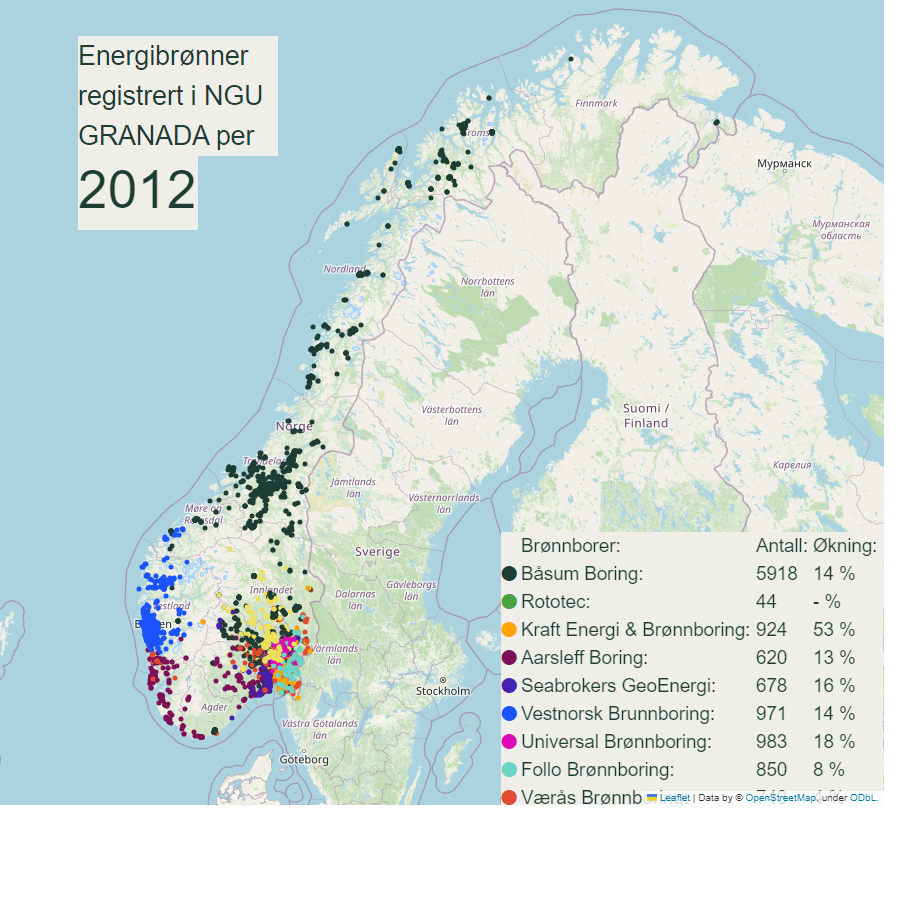 Energibrønner
registrert i NGU
GRANADA per
2012
Finnmark
Troms
Мурманск
Мурманская
область
Nordland
Norrbottens
län
Norge
Västerbottens
län
Suomi /
Finland
Trøndelag
Карелия
Jämtlands
län
Västernorrlands
län
Møre og
Romsdal
Sverige
Innlandet
Dalarnas
län
Gävleborgs
län
Vestland
Värmlands
län
Stockholm
Agder
Västra Götalands
län
Göteborg
Brønnborer: Antall: Økning:
Båsum Boring: 5918 14 %
Rototec: 44 - %
Kraft Energi & Brønnboring: 924 53 %
Aarsleff Boring: 620 13 %
Seabrokers GeoEnergi: 678 16 %
Vestnorsk Brunnboring: 971 14 %
Universal Brønnboring: 983 18 %
Follo Brønnboring: 850 8 %
Værås Brønnb
Leaflet | Data by © OpenStreetMap, under ODbL.